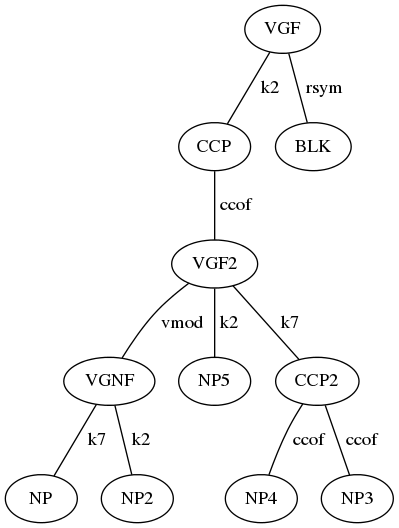 VGF
k2 rsym
CCP BLK
ccof
VGF2
vmod k2 k7
VGNF NP5 CCP2
k7 k2 ccof ccof
NP NP2 NP4 NP3